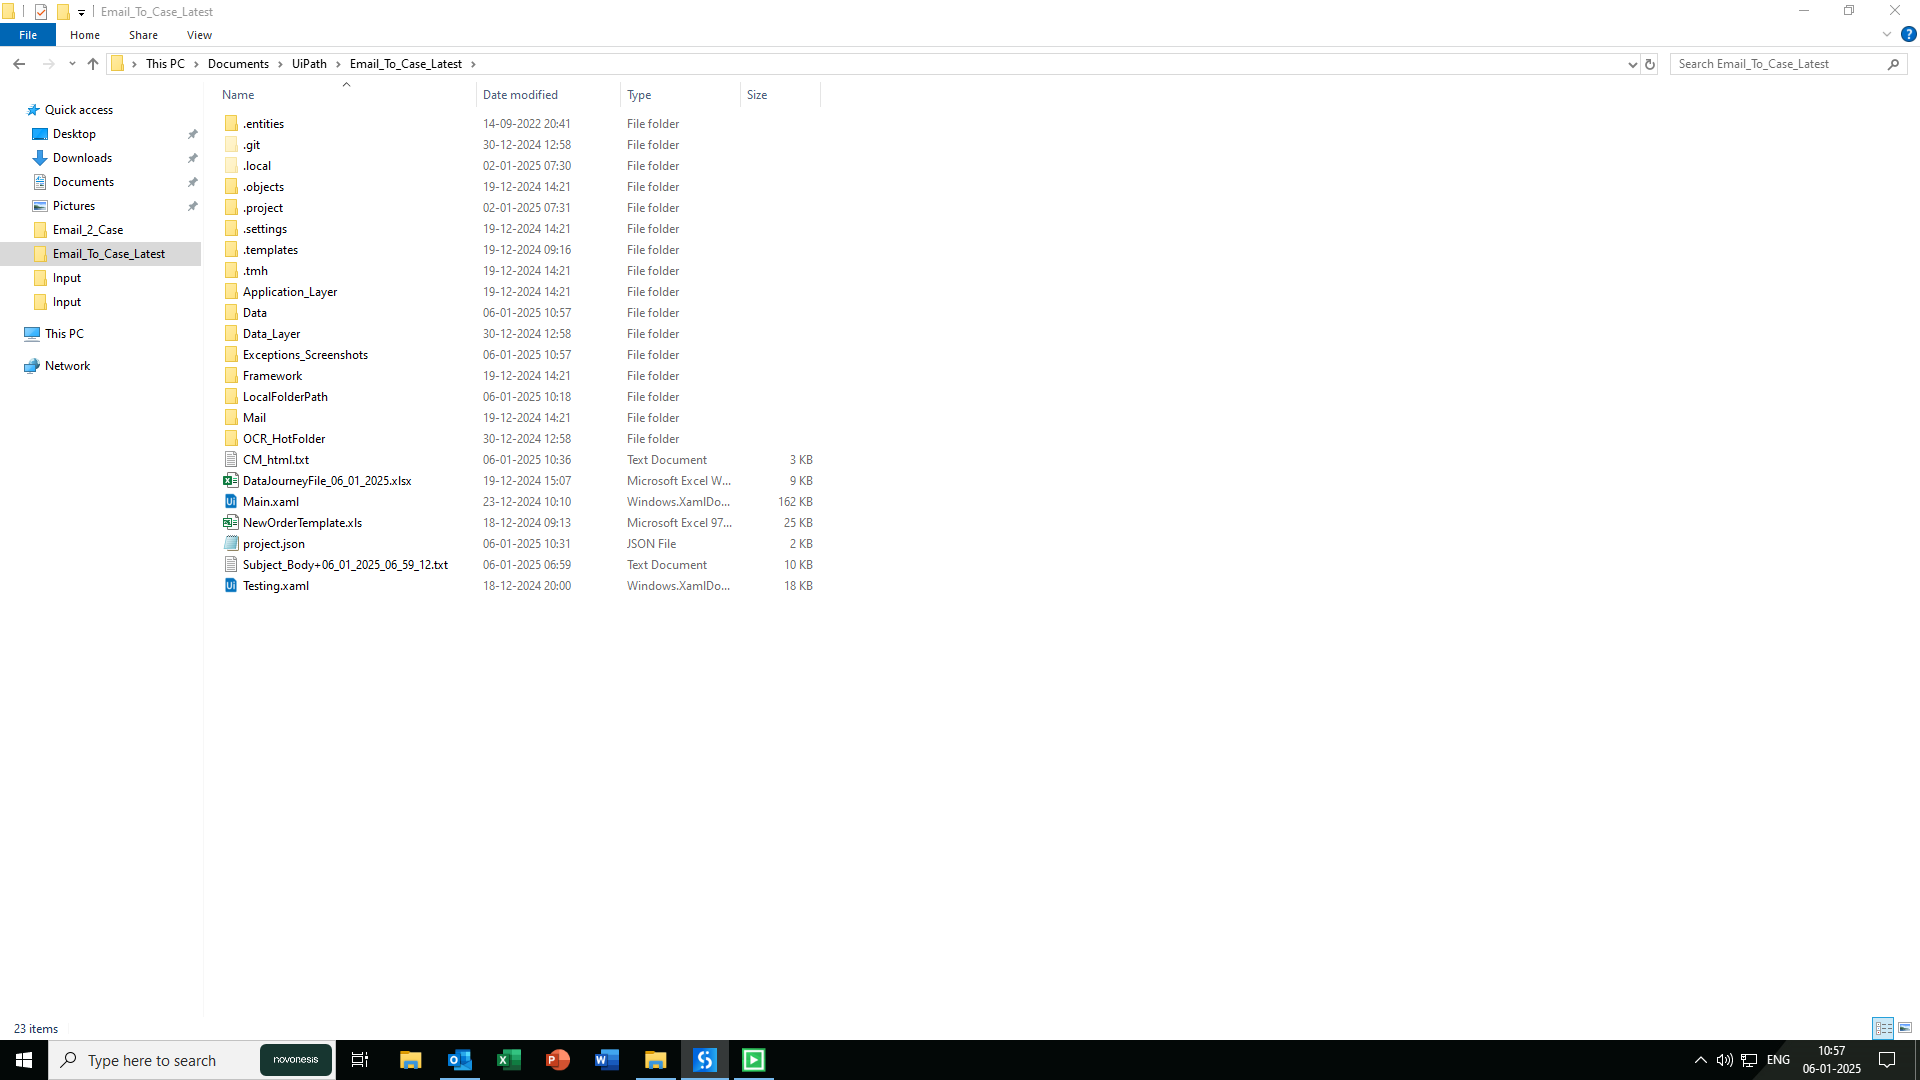 Email_To_Case_Latest
File Home Share View
This PC Documents UiPath Email_To_Case_Latest
Search Email_To_Case_Latest
Name Date modified Type Size
Quick access
Desktop
Downloads
Documents
Pictures
Email_2_Case
Email_To_Case_Latest
Input
Input
This PC
Network
.entities 14-09-2022 20:41 File folder
.git 30-12-2024 12:58 File folder
.local 02-01-2025 07:30 File folder
.objects 19-12-2024 14:21 File folder
.project 02-01-2025 07:31 File folder
.settings 19-12-2024 14:21 File folder
.templates 19-12-2024 09:16 File folder
.tmh 19-12-2024 14:21 File folder
Application_Layer 19-12-2024 14:21 File folder
Data 06-01-2025 10:57 File folder
Data_Layer 30-12-2024 12:58 File folder
Exceptions_Screenshots 06-01-2025 10:57 File folder
Framework 19-12-2024 14:21 File folder
LocalFolderPath 06-01-2025 10:18 File folder
Mail 19-12-2024 14:21 File folder
OCR_HotFolder 30-12-2024 12:58 File folder
CM_html.txt 06-01-2025 10:36 Text Document 3 KB
DataJourneyFile_06_01_2025.xlsx 19-12-2024 15:07 Microsoft Excel W... 9 KB
Main.xaml 23-12-2024 10:10 Windows.XamlDo... 162 KB
NewOrderTemplate.xls 18-12-2024 09:13 Microsoft Excel 97... 25 KB
project.json 06-01-2025 10:31 JSON File 2 KB
Subject_Body+06_01_2025_06_59_12.txt 06-01-2025 06:59 Text Document 10 KB
Testing.xaml 18-12-2024 20:00 Windows.XamlDo... 18 KB
23 items
Type here to search novonesis
ENG
10:57
06-01-2025